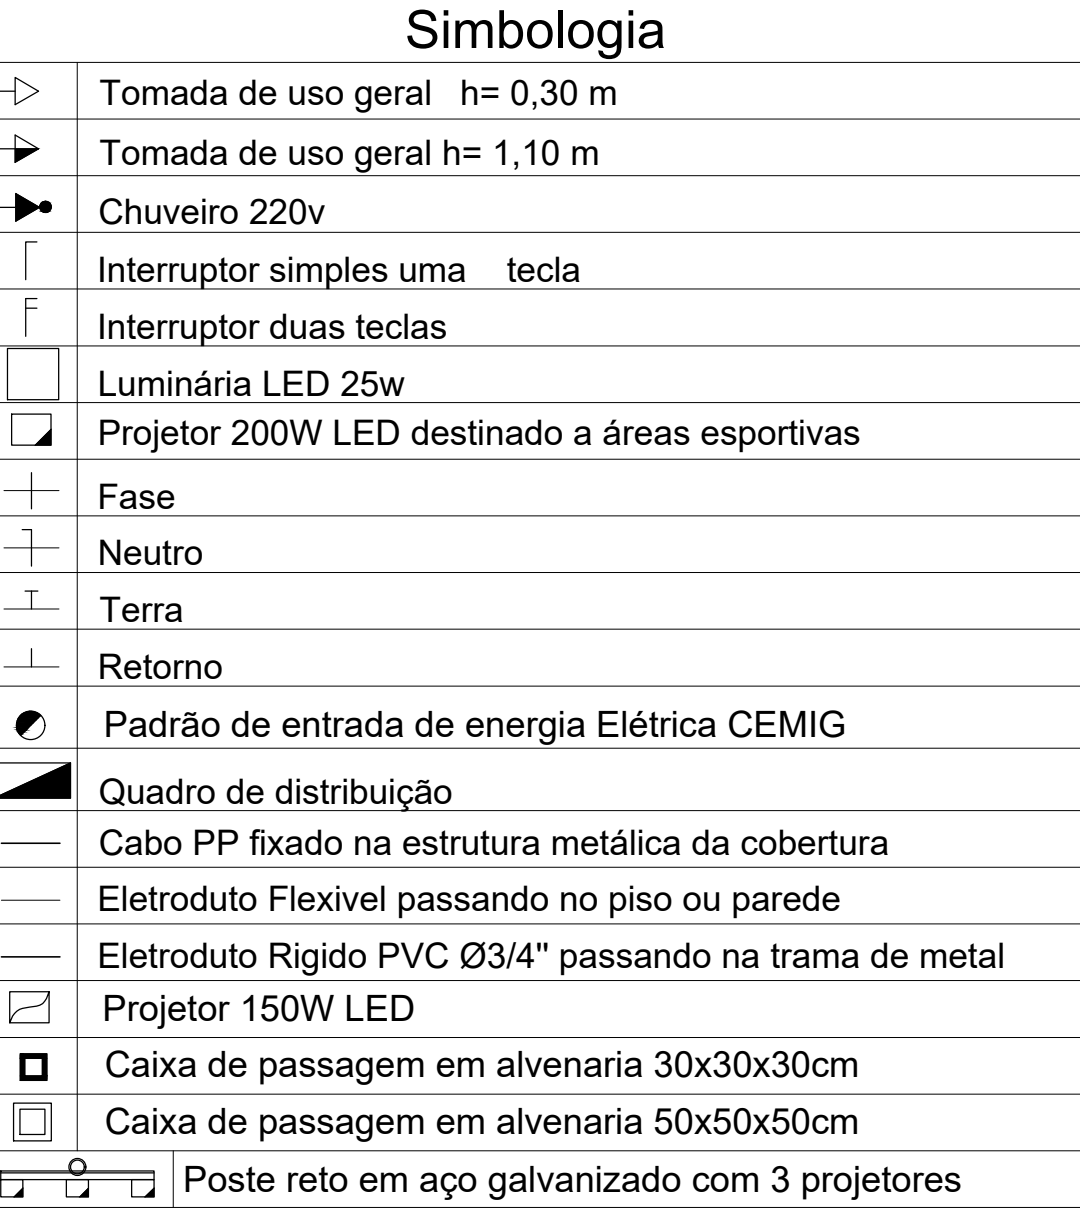 Simbologia
Tomada de uso geral h= 0,30 m
Tomada de uso geral h= 1,10 m
Chuveiro 220v
Interruptor simples uma tecla
Interruptor duas teclas
Luminária LED 25w
Projetor 200W LED destinado a áreas esportivas
Fase
Neutro
Terra
Retorno
Padrão de entrada de energia Elétrica CEMIG
Quadro de distribuição
Cabo PP fixado na estrutura metálica da cobertura
Eletroduto Flexivel passando no piso ou parede
Eletroduto Rigido PVC Ø3/4" passando na trama de metal
Projetor 150W LED
Caixa de passagem em alvenaria 30x30x30cm
Caixa de passagem em alvenaria 50x50x50cm
Poste reto em aço galvanizado com 3 projetores